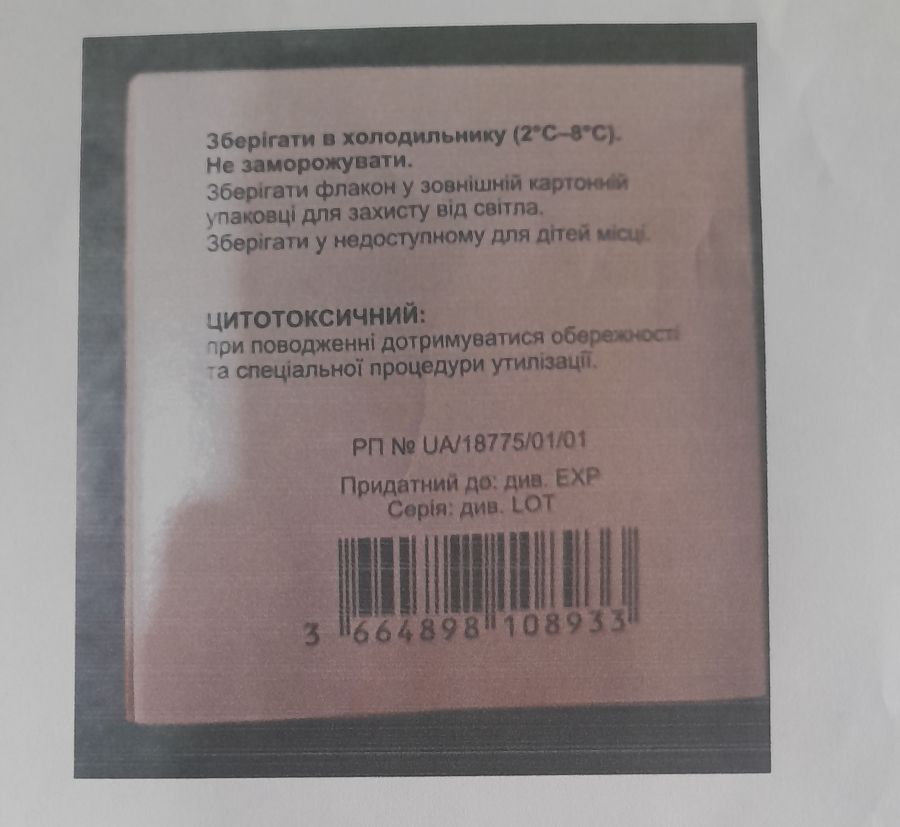 Зберігати в холодильнику (2°C–8°C).
Не заморожувати.
Зберігати флакон у зовнішній картонній
упаковці для захисту від світла.
Зберігати у недоступному для дітей місці.
ЦИТОТОКСИЧНИЙ:
при поводженні дотримуватися обережності
та спеціальної процедури утилізації.
РП № UA/18775/01/01
Придатний до: див. EXP
Серія: див. LOT
3 664898 108933